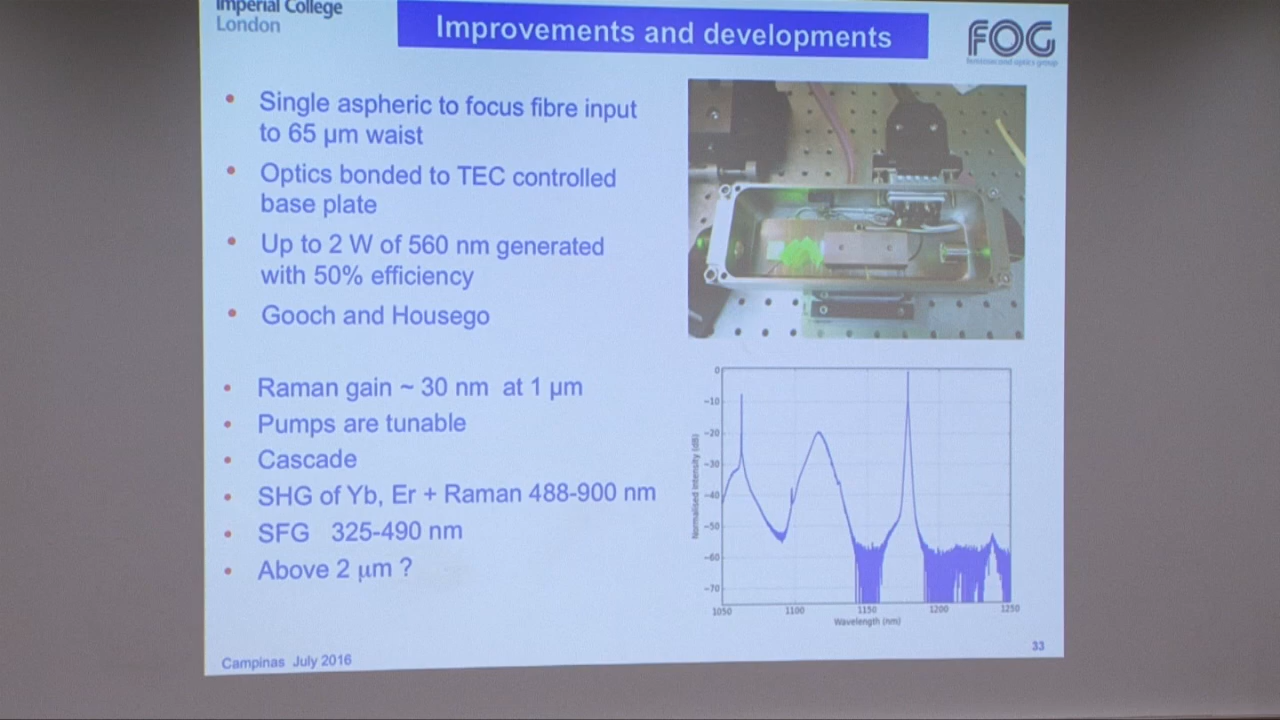 Imperial College
London
Improvements and developments
FOG
femtosecond optics group
• Single aspheric to focus fibre input
to 65 µm waist
• Optics bonded to TEC controlled
base plate
• Up to 2 W of 560 nm generated
with 50% efficiency
• Gooch and Housego
• Raman gain ~ 30 nm at 1 µm
• Pumps are tunable
• Cascade
• SHG of Yb, Er + Raman 488-900 nm
• SFG 325-490 nm
• Above 2 µm ?
Normalised Intensity (dB)
0
−10
−20
−30
−40
−50
−60
−70
1050 1100 1150 1200 1250
Wavelength (nm)
Campinas July 2016
33